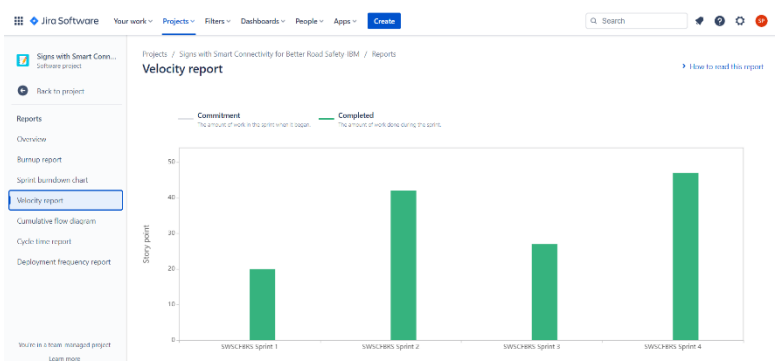 Jira Software
Your work
Projects
Filters
Dashboards
People
Apps
Create
Search
SP
Signs with Smart Conn...
Software project
Back to project
Reports
Overview
Burnup report
Sprint burndown chart
Velocity report
Cumulative flow diagram
Cycle time report
Deployment frequency report
You're in a team-managed project
Learn more
Projects / Signs with Smart Connectivity for Better Road Safety-IBM / Reports
Velocity report
How to read this report
Commitment
The amount of work in the sprint when it began.
Completed
The amount of work done during the sprint.
Story point
50
40
30
20
10
0
SWSCFBRS Sprint 1
SWSCFBRS Sprint 2
SWSCFBRS Sprint 3
SWSCFBRS Sprint 4